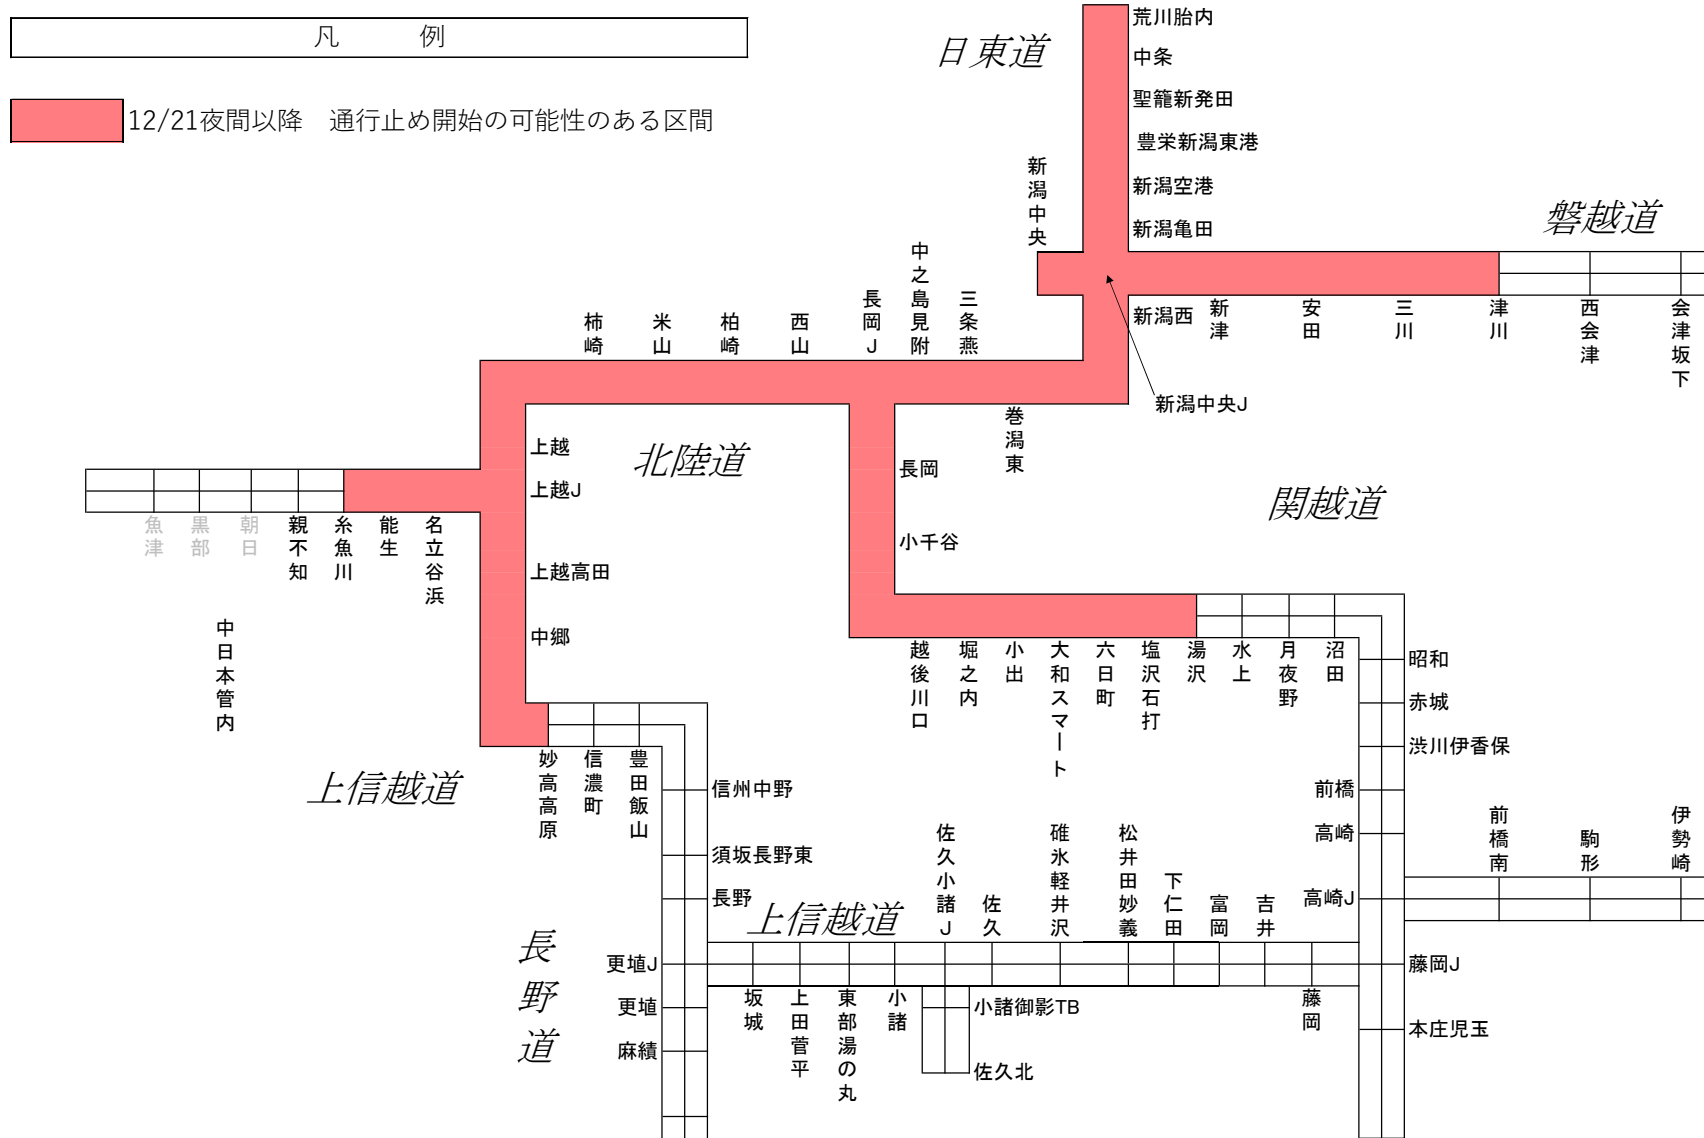 凡　　例
12/21夜間以降　通行止め開始の可能性のある区間
日東道
荒川胎内
中条
聖籠新発田
豊栄新潟東港
新潟空港
新潟亀田
新潟中央
磐越道
新潟西
新津
安田
三川
津川
西会津
会津坂下
新潟中央J
柿崎
米山
柏崎
西山
長岡J
中之島見附
三条燕
巻潟東
北陸道
上越
上越J
上越高田
中郷
長岡
小千谷
関越道
魚津
黒部
朝日
親不知
糸魚川
能生
名立谷浜
中日本管内
越後川口
堀之内
小出
大和スマート
六日町
塩沢石打
湯沢
水上
月夜野
沼田
昭和
赤城
渋川伊香保
前橋
高崎
高崎J
前橋南
駒形
伊勢崎
上信越道
妙高高原
信濃町
豊田飯山
信州中野
須坂長野東
長野
上信越道
佐久小諸J
佐久
碓氷軽井沢
松井田妙義
下仁田
富岡
吉井
長野道
更埴J
更埴
麻績
坂城
上田菅平
東部湯の丸
小諸
小諸御影TB
佐久北
藤岡
藤岡J
本庄児玉